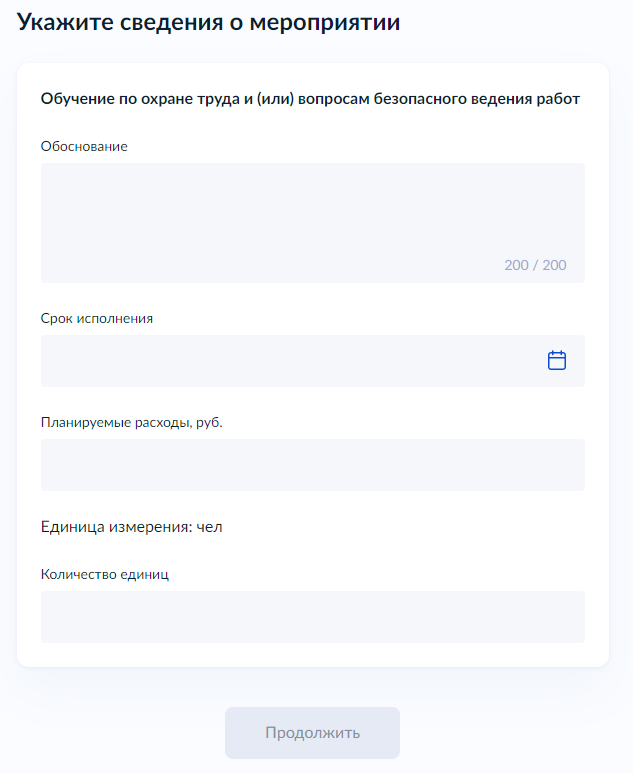 Укажите сведения о мероприятии
Обучение по охране труда и (или) вопросам безопасного ведения работ
Обоснование
200 / 200
Срок исполнения
Планируемые расходы, руб.
Единица измерения: чел
Количество единиц
Продолжить